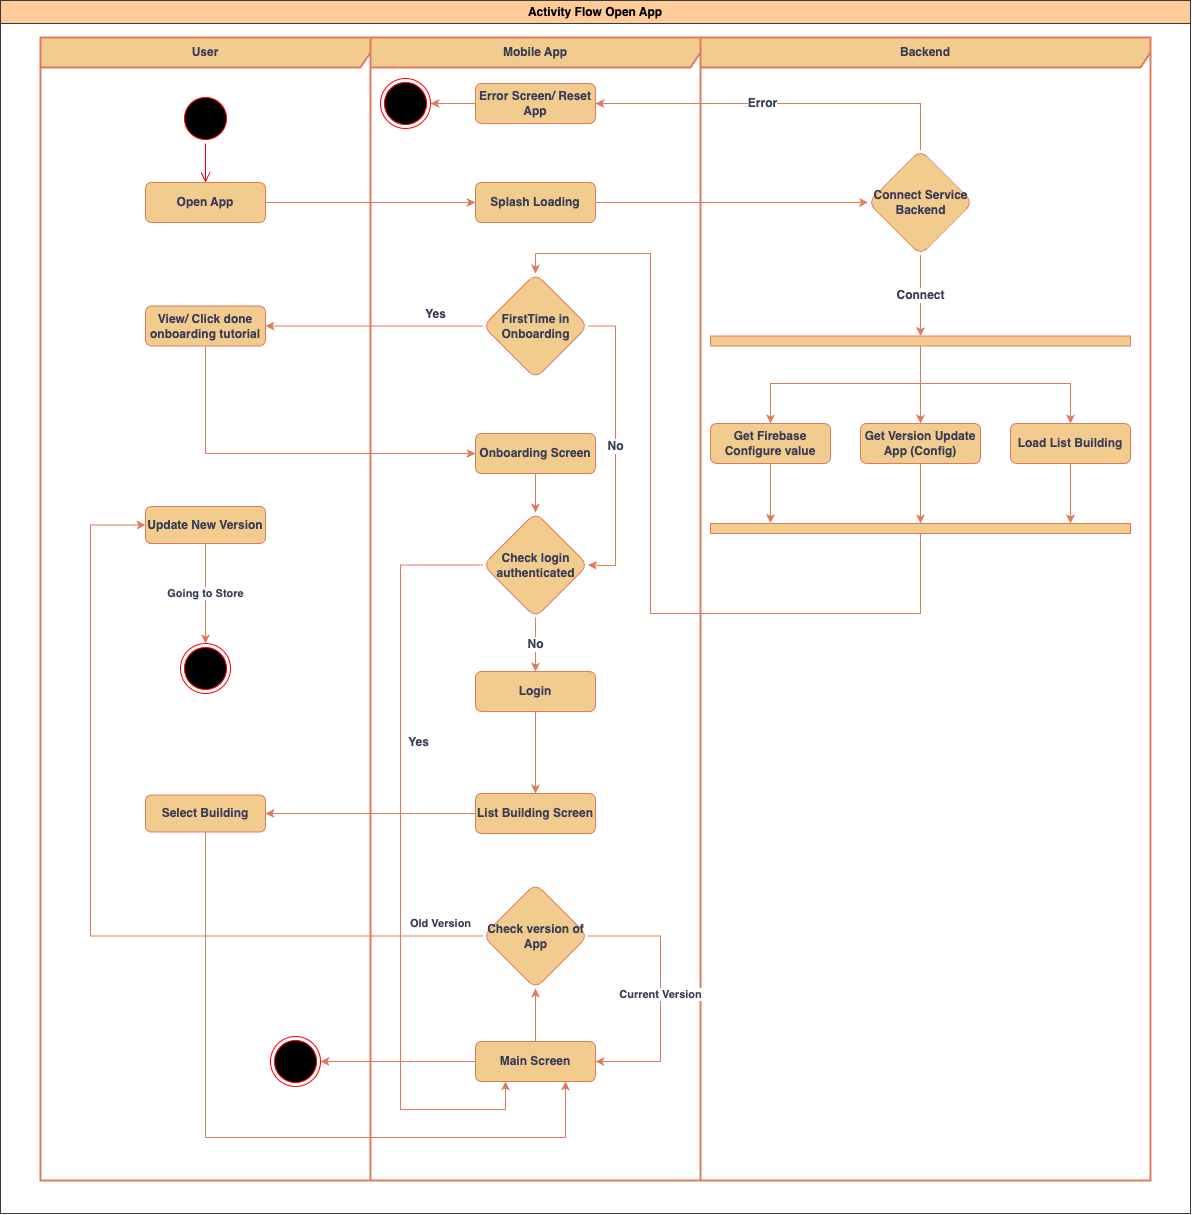 Activity Flow Open App
User
Mobile App
Backend
Error Screen/ Reset
App
Error
Open App
Splash Loading
Connect Service
Backend
Connect
View/ Click done
onboarding tutorial
Yes
FirstTime in
Onboarding
No
Get Firebase
Configure value
Get Version Update
App (Config)
Load List Building
Onboarding Screen
Update New Version
Check login
authenticated
Going to Store
No
Login
Yes
Select Building
List Building Screen
Old Version
Check version of
App
Current Version
Main Screen